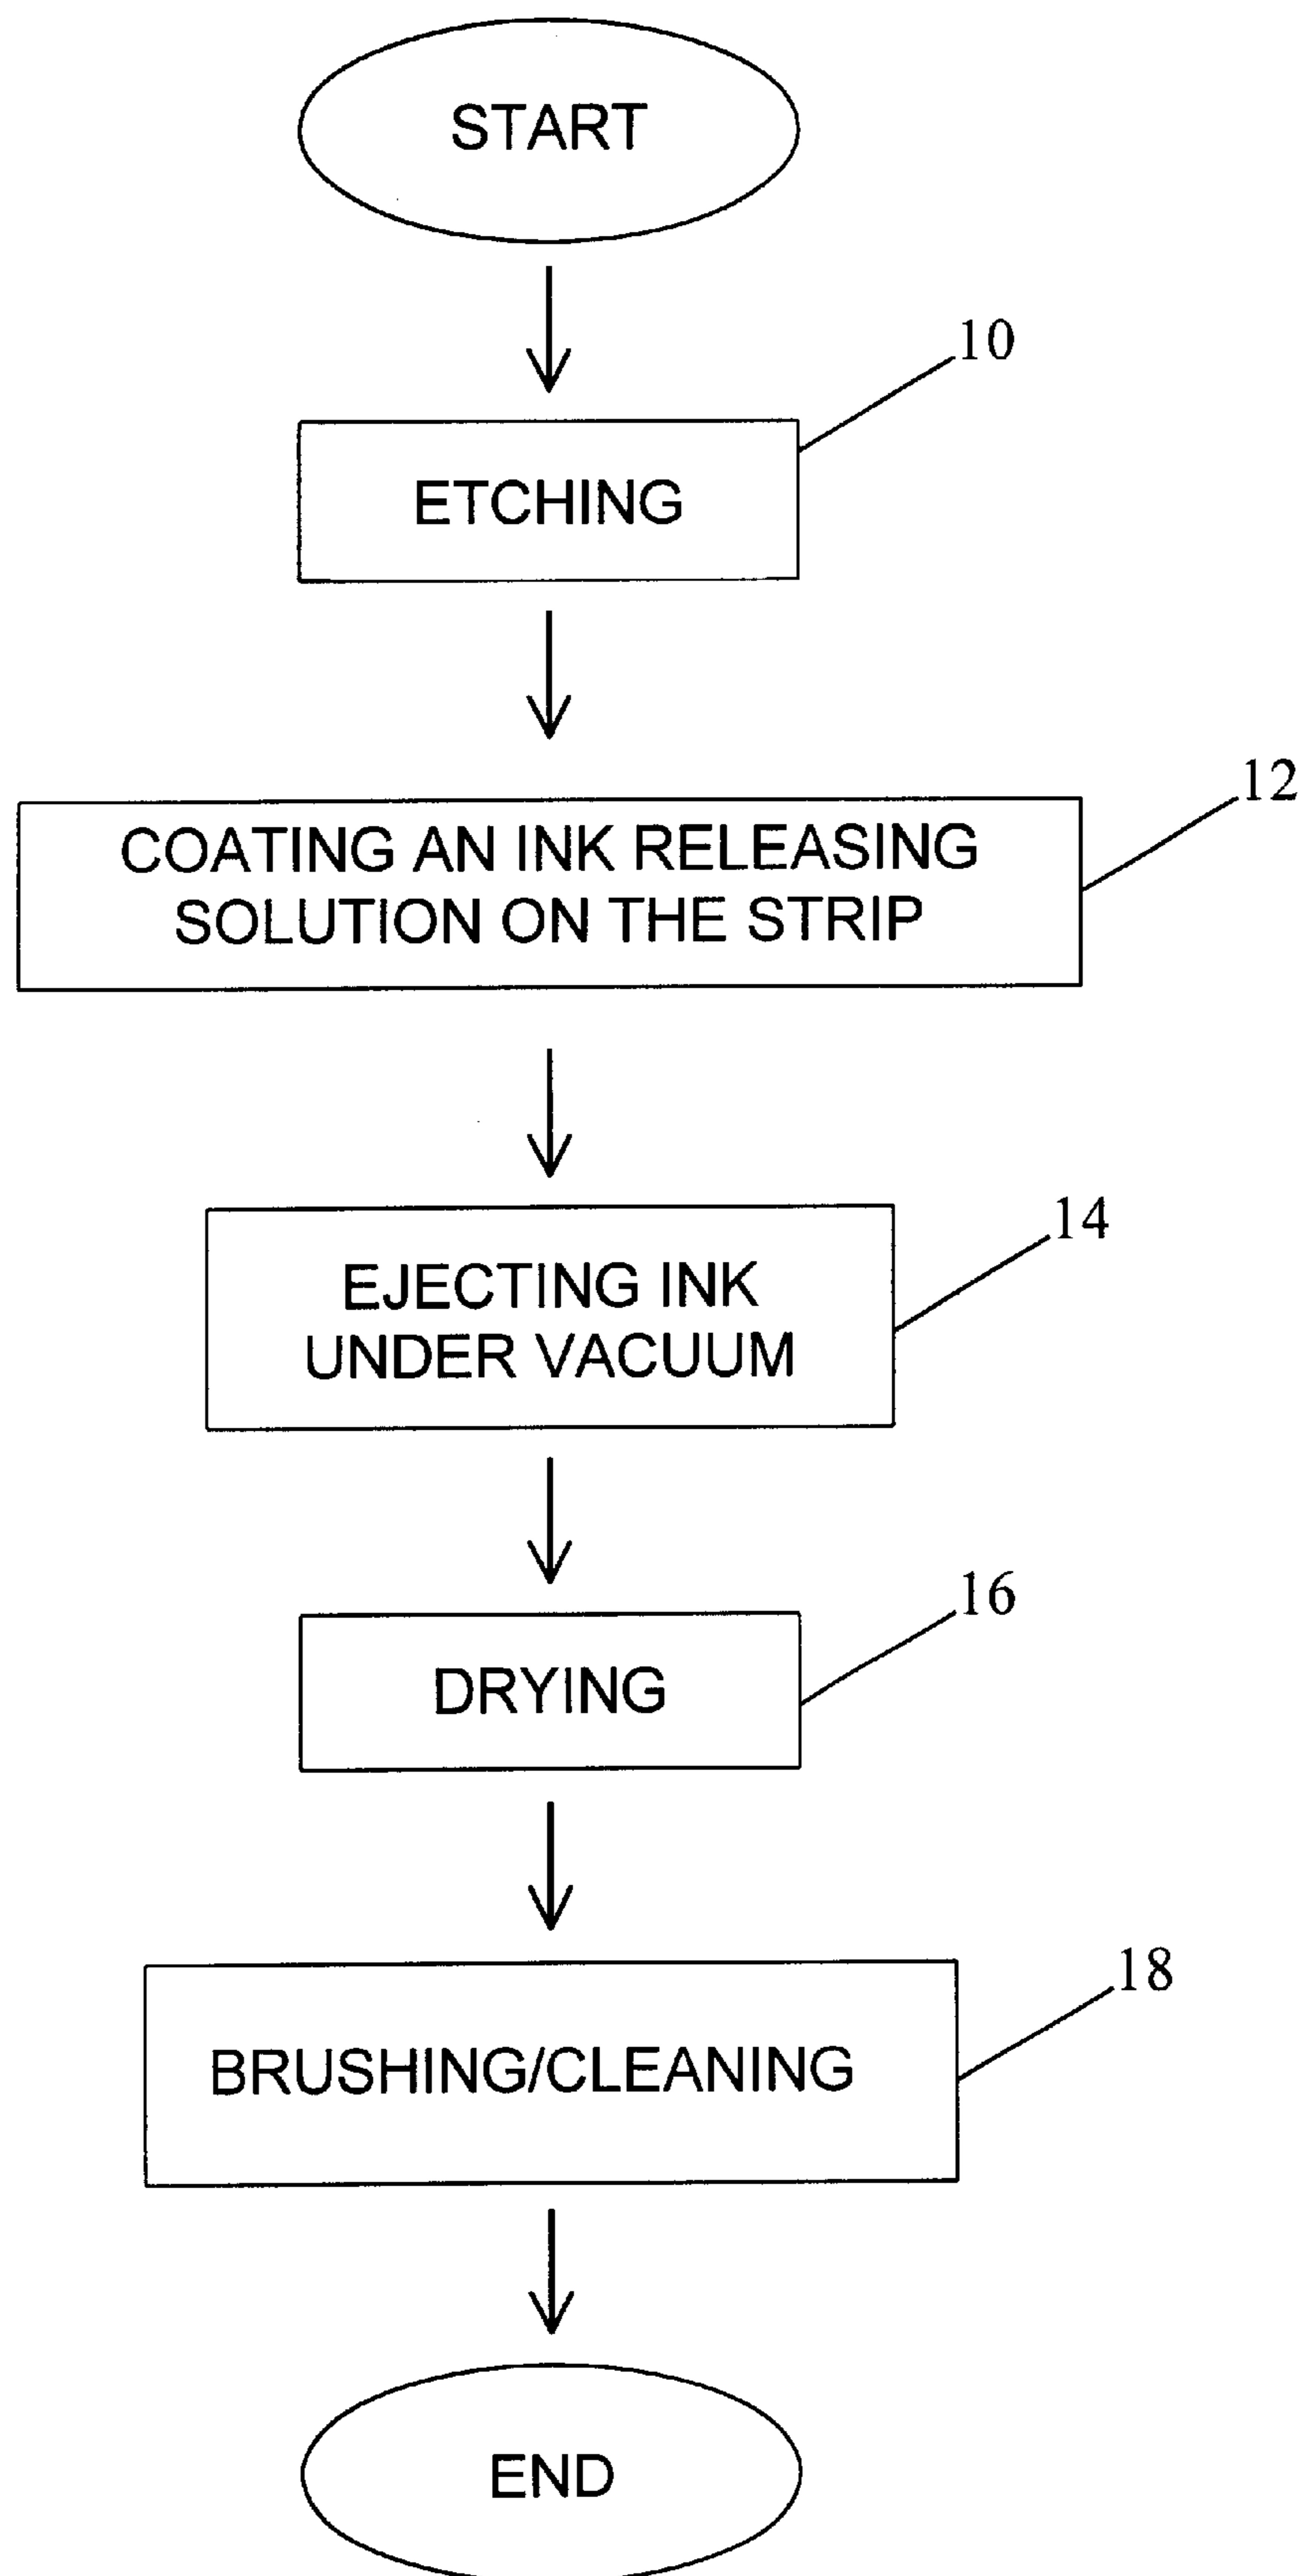 START
10
ETCHING
12
COATING AN INK RELEASING
SOLUTION ON THE STRIP
14
EJECTING INK
UNDER VACUUM
16
DRYING
18
BRUSHING/CLEANING
END